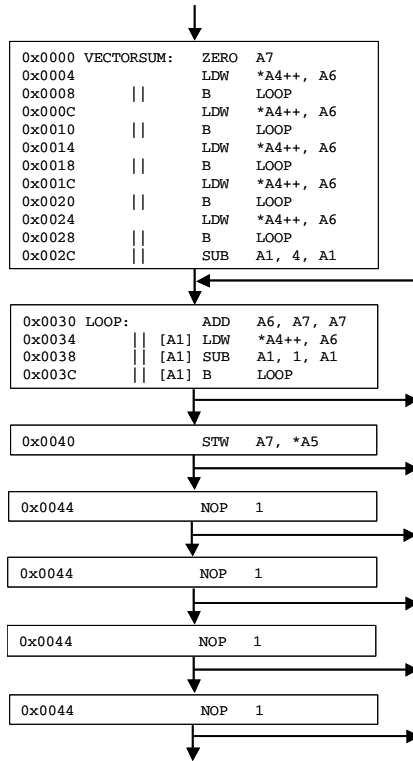 0x0000 VECTORSUM: ZERO A7
0x0004 LDW *A4++, A6
0x0008 || B LOOP
0x000C LDW *A4++, A6
0x0010 || B LOOP
0x0014 LDW *A4++, A6
0x0018 || B LOOP
0x001C LDW *A4++, A6
0x0020 || B LOOP
0x0024 LDW *A4++, A6
0x0028 || B LOOP
0x002C || SUB A1, 4, A1
0x0030 LOOP: ADD A6, A7, A7
0x0034 || [A1] LDW *A4++, A6
0x0038 || [A1] SUB A1, 1, A1
0x003C || [A1] B LOOP
0x0040 STW A7, *A5
0x0044 NOP 1
0x0044 NOP 1
0x0044 NOP 1
0x0044 NOP 1